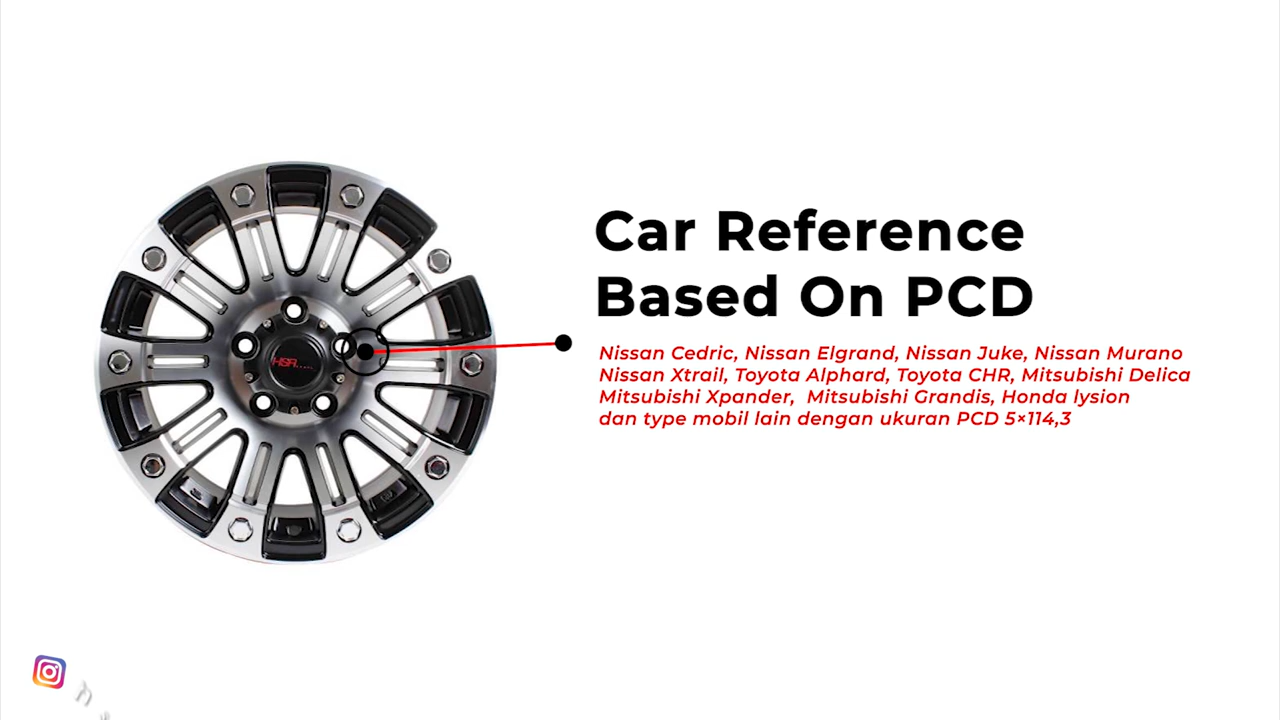 Car Reference
Based On PCD
Nissan Cedric, Nissan Elgrand, Nissan Juke, Nissan Murano
Nissan Xtrail, Toyota Alphard, Toyota CHR, Mitsubishi Delica
Mitsubishi Xpander,  Mitsubishi Grandis, Honda lysion
dan type mobil lain dengan ukuran PCD 5×114,3
HSR
h